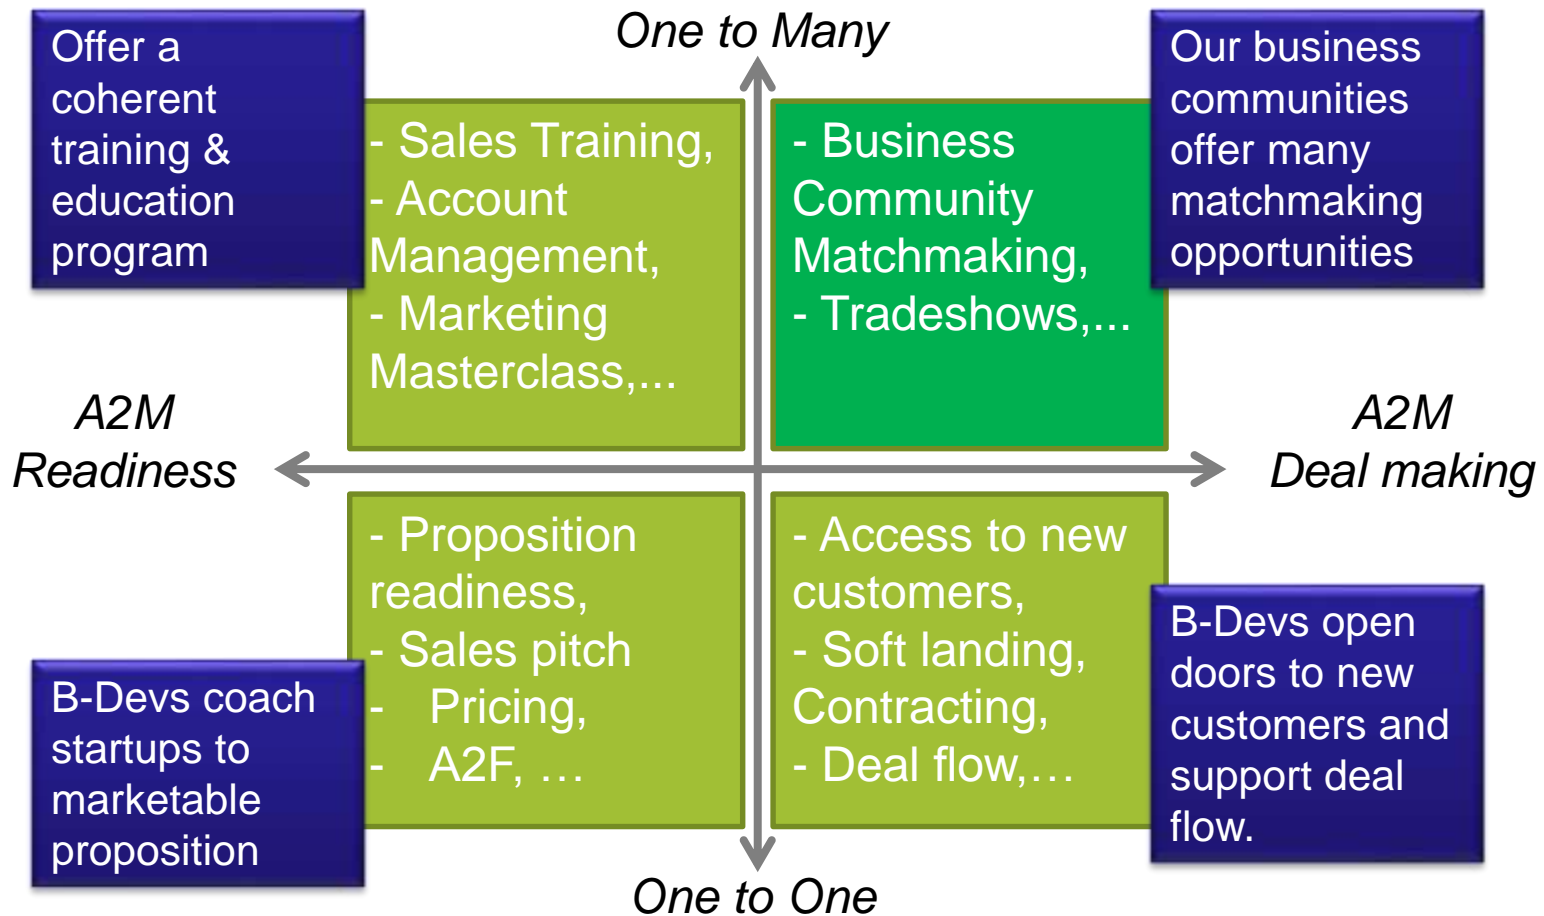 One to Many
Offer a
coherent
training &
education
program
- Sales Training,
- Account
Management,
- Marketing
Masterclass,...
- Business
Community
Matchmaking,
- Tradeshows,...
Our business
communities
offer many
matchmaking
opportunities
A2M
Readiness
A2M
Deal making
B-Devs coach
startups to
marketable
proposition
- Proposition
readiness,
- Sales pitch
- Pricing,
- A2F, …
- Access to new
customers,
- Soft landing,
Contracting,
- Deal flow,…
B-Devs open
doors to new
customers and
support deal
flow.
One to One